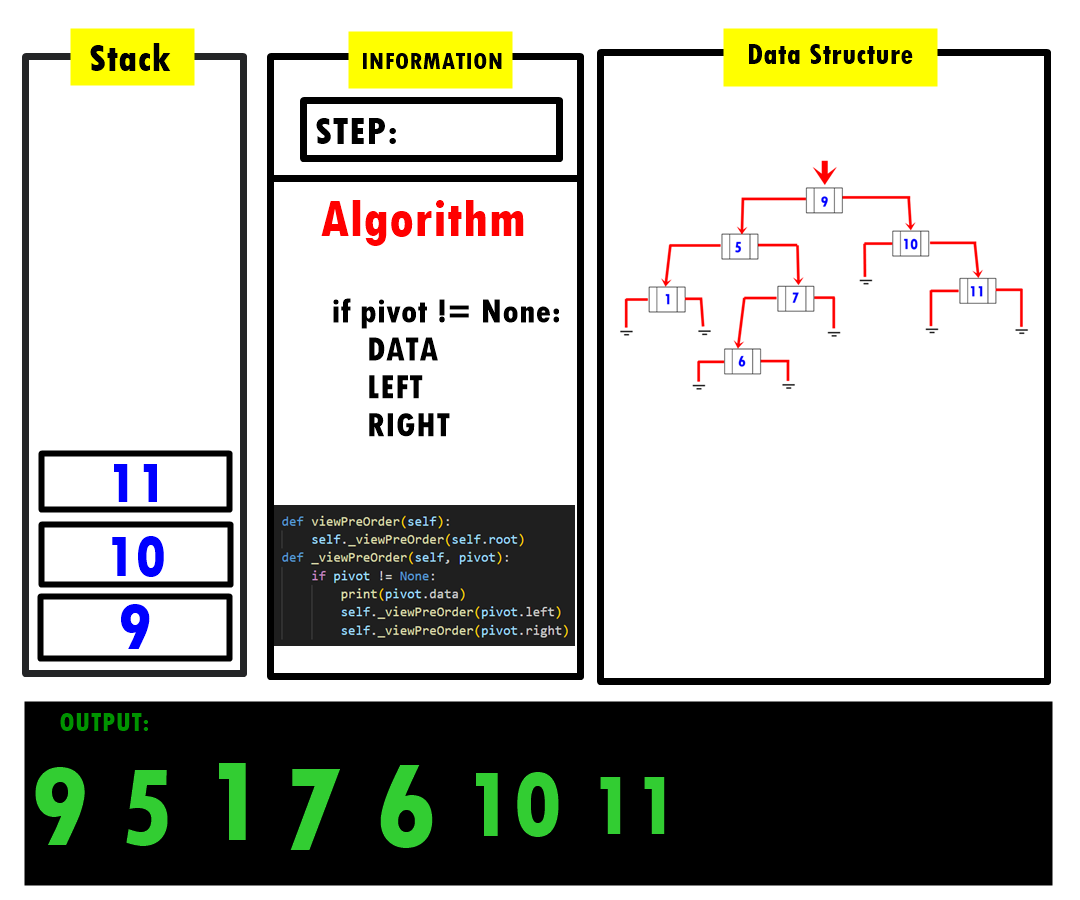 Stack
11
10
9
INFORMATION
STEP:
Algorithm
if pivot != None:
DATA
LEFT
RIGHT
def viewPreOrder(self):
self._viewPreOrder(self.root)
def _viewPreOrder(self, pivot):
if pivot != None:
print(pivot.data)
self._viewPreOrder(pivot.left)
self._viewPreOrder(pivot.right)
Data Structure
9
5
10
1
7
11
6
OUTPUT:
9 5 1 7 6 10 11